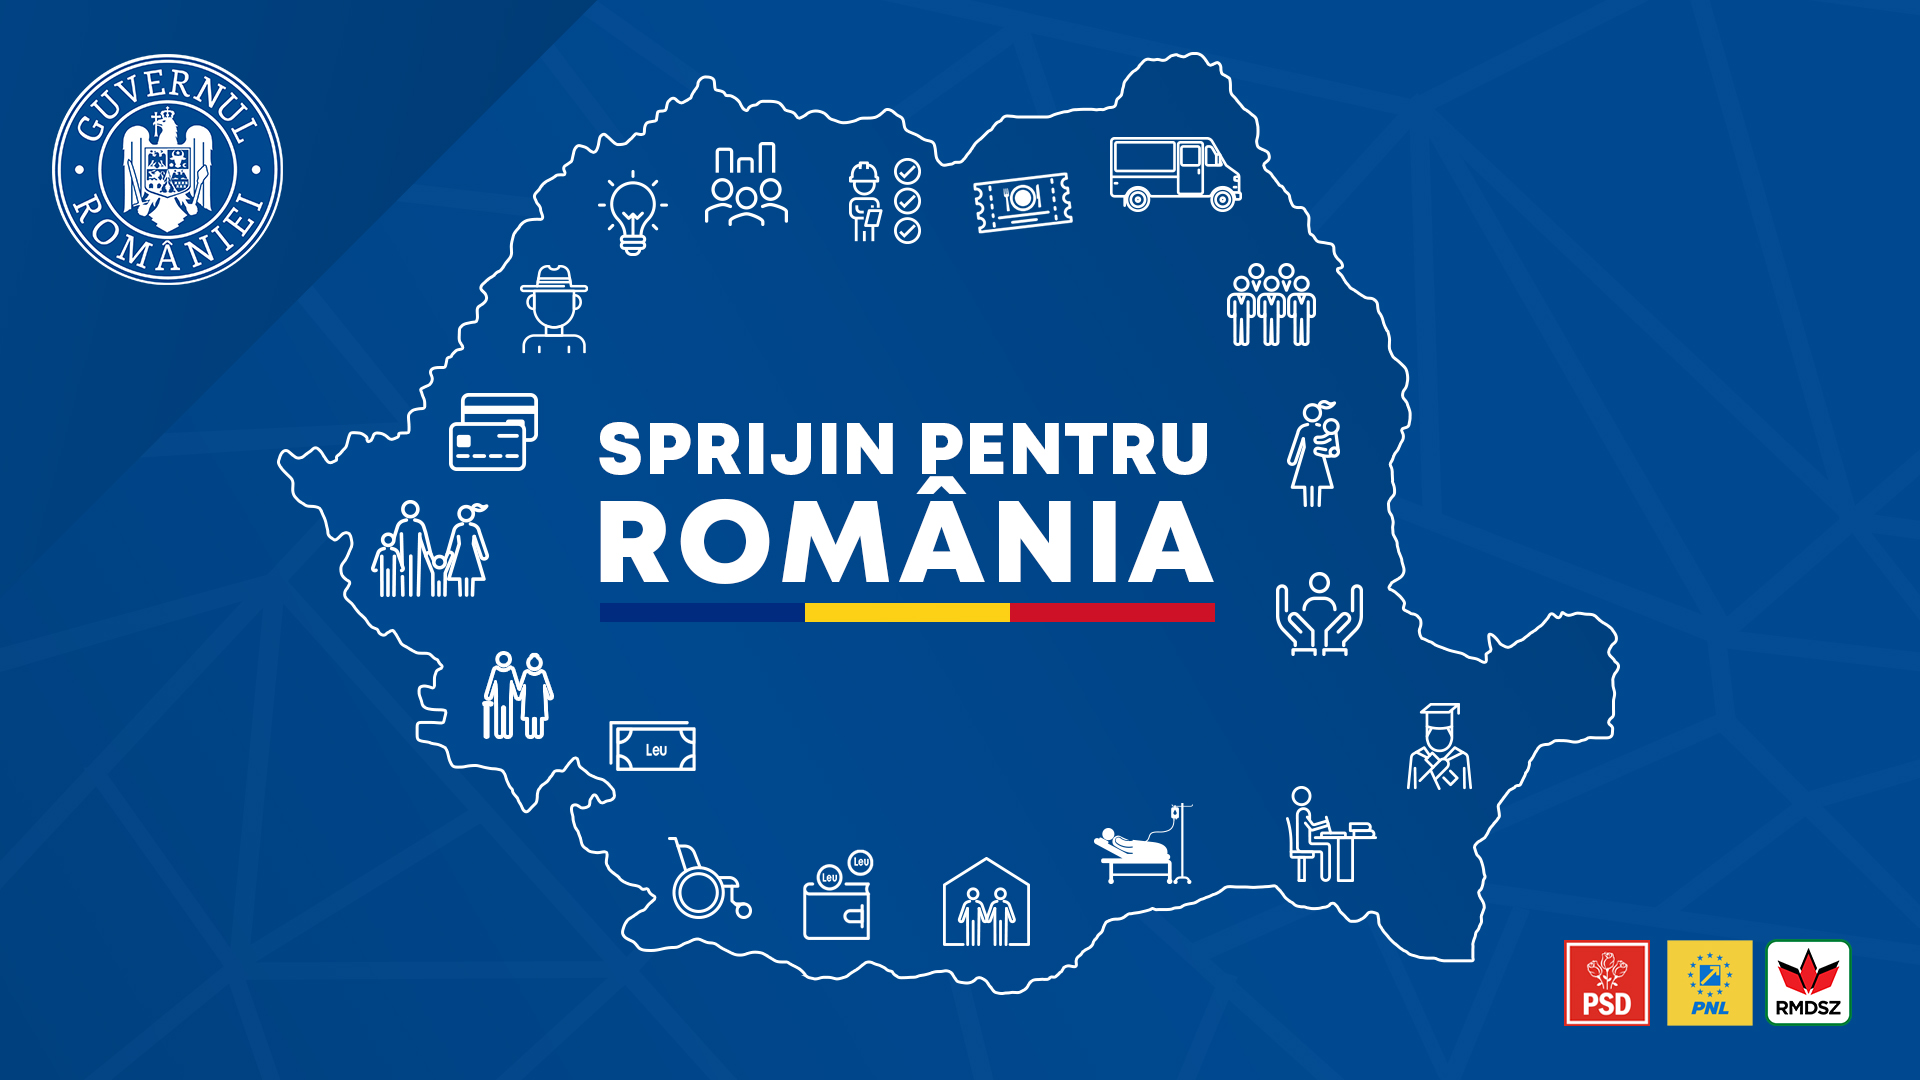 GUVERNUL
ROMÂNIEI
SPRIJIN PENTRU
ROMÂNIA
Leu
Leu
Leu
PSD
PNL
RMDSZ